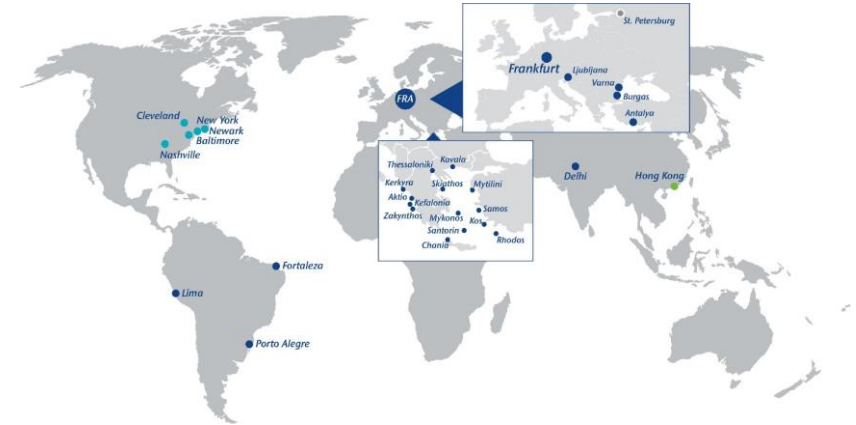 St. Petersburg
Frankfurt
Ljubljana
Varna
Burgas
Antalya
FRA
Cleveland
New York
Newark
Baltimore
Nashville
Thessaloniki
Kavala
Kerkyra
Skiathos
Mytilini
Aktio
Kefalonia
Zakynthos
Mykonos
Samos
Kos
Santorin
Rhodos
Chania
Delhi
Hong Kong
Fortaleza
Lima
Porto Alegre